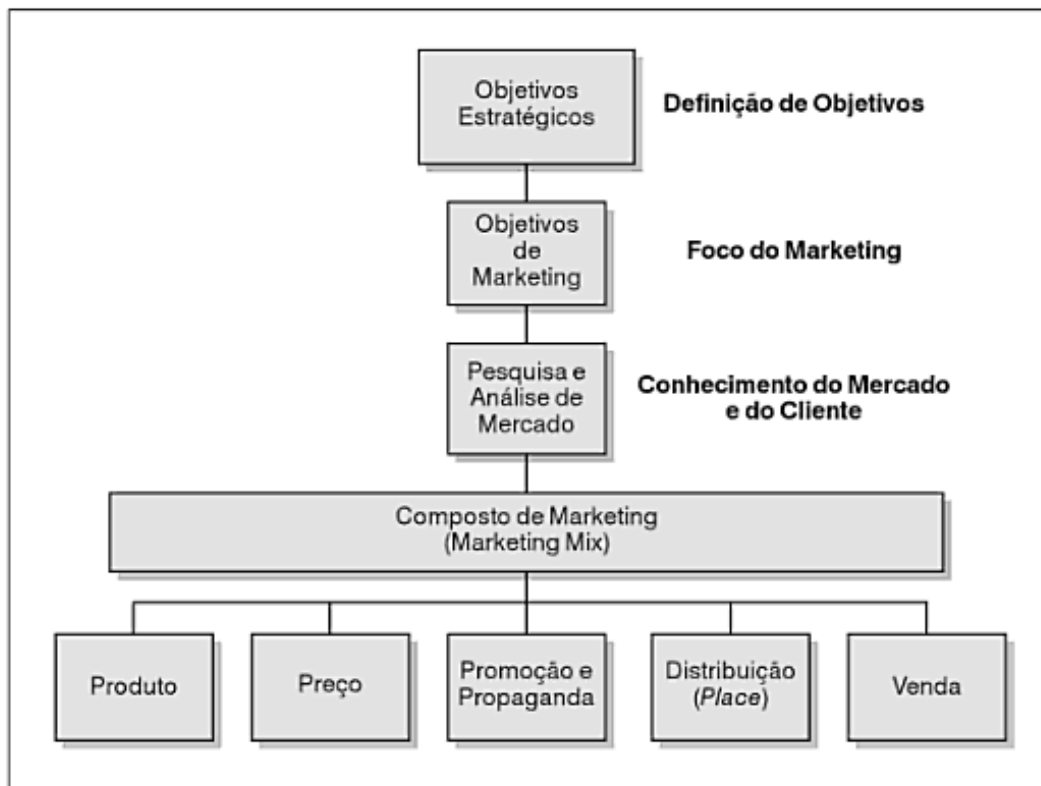 Objetivos
Estratégicos
Definição de Objetivos
Objetivos
de
Marketing
Foco do Marketing
Pesquisa e
Análise de
Mercado
Conhecimento do Mercado
e do Cliente
Composto de Marketing
(Marketing Mix)
Produto
Preço
Promoção e
Propaganda
Distribuição
(Place)
Venda